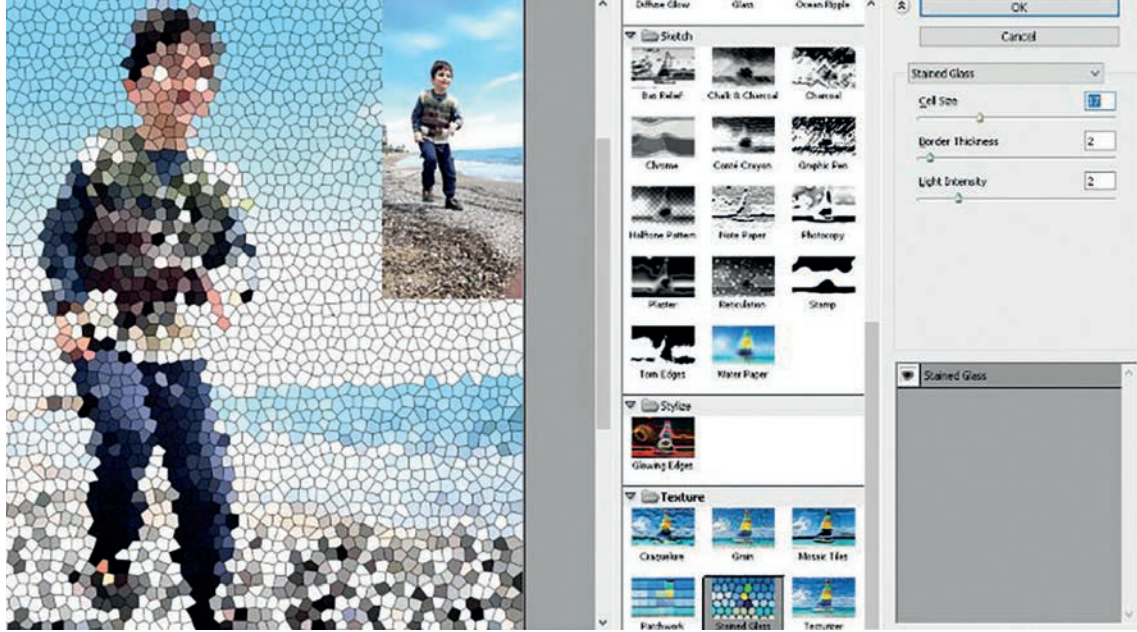 Diffuse Glow Glass Ocean Ripple
Sketch
Bas Relief Chalk & Charcoal Charcoal
Chrome Conté Crayon Graphic Pen
Halftone Pattern Note Paper Photocopy
Plaster Reticulation Stamp
Torn Edges Water Paper
Stylize
Glowing Edges
Texture
Craquelure Grain Mosaic Tiles
Patchwork Stained Glass Texturizer
OK
Cancel
Stained Glass
Cell Size 17
Border Thickness 2
Light Intensity 2
Stained Glass